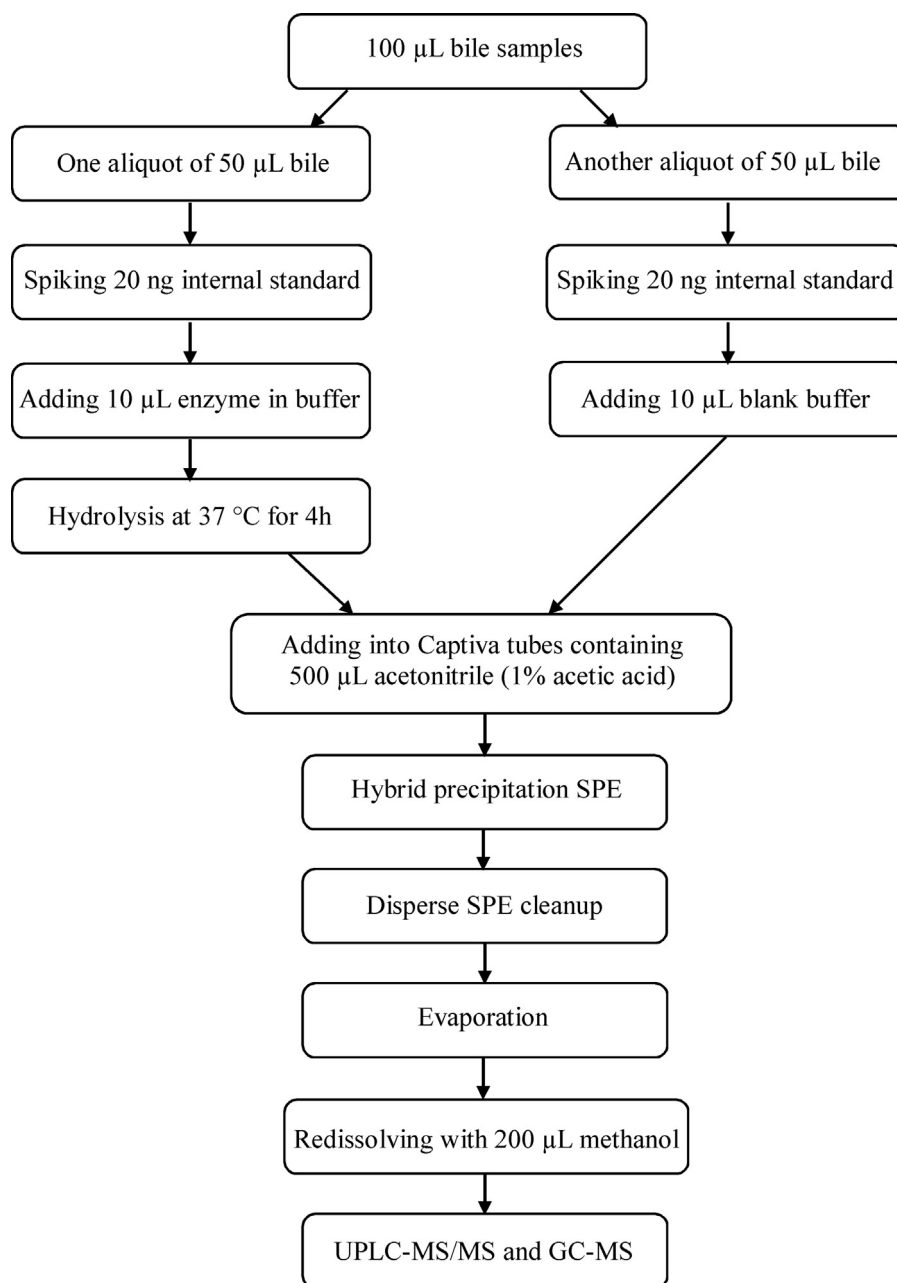 100 µL bile samples
One aliquot of 50 µL bile
Another aliquot of 50 µL bile
Spiking 20 ng internal standard
Spiking 20 ng internal standard
Adding 10 µL enzyme in buffer
Adding 10 µL blank buffer
Hydrolysis at 37 °C for 4h
Adding into Captiva tubes containing
500 µL acetonitrile (1% acetic acid)
Hybrid precipitation SPE
Disperse SPE cleanup
Evaporation
Redissolving with 200 µL methanol
UPLC-MS/MS and GC-MS